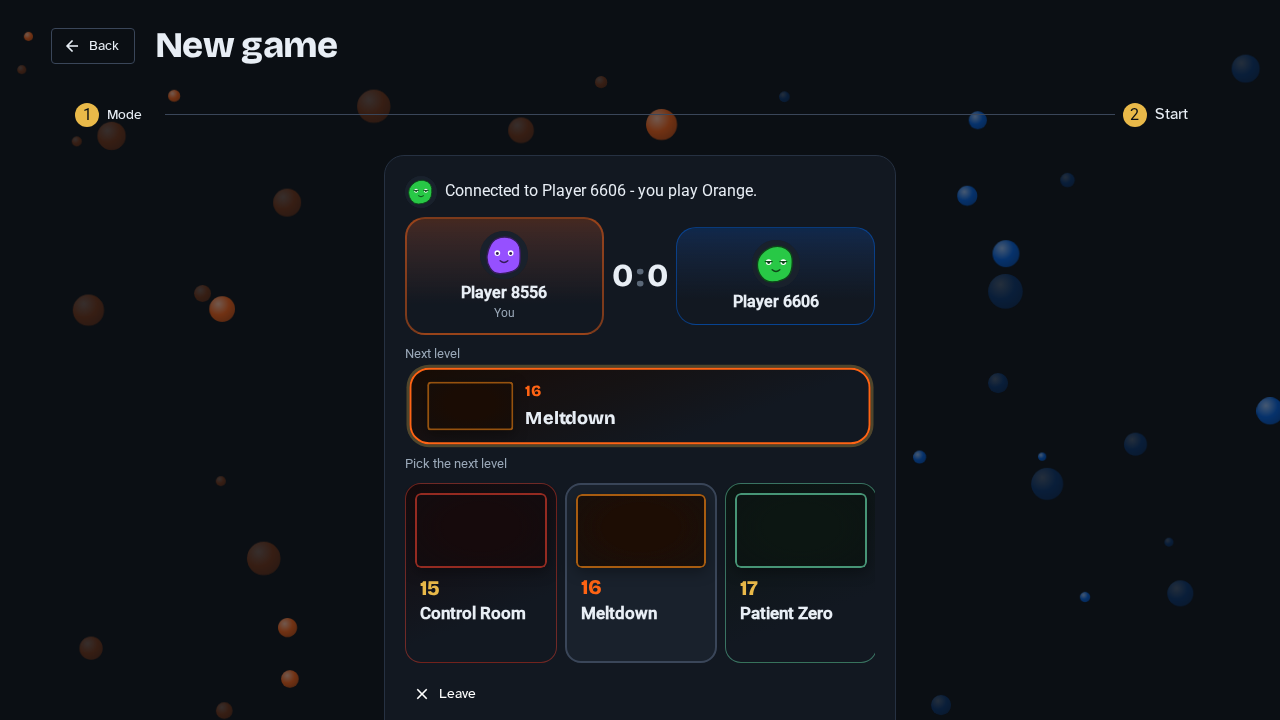 Back
New game
1 Mode
2 Start
Connected to Player 6606 - you play Orange.
Player 8556
You
0:0
Player 6606
Next level
16
Meltdown
Pick the next level
15
Control Room
16
Meltdown
17
Patient Zero
Leave